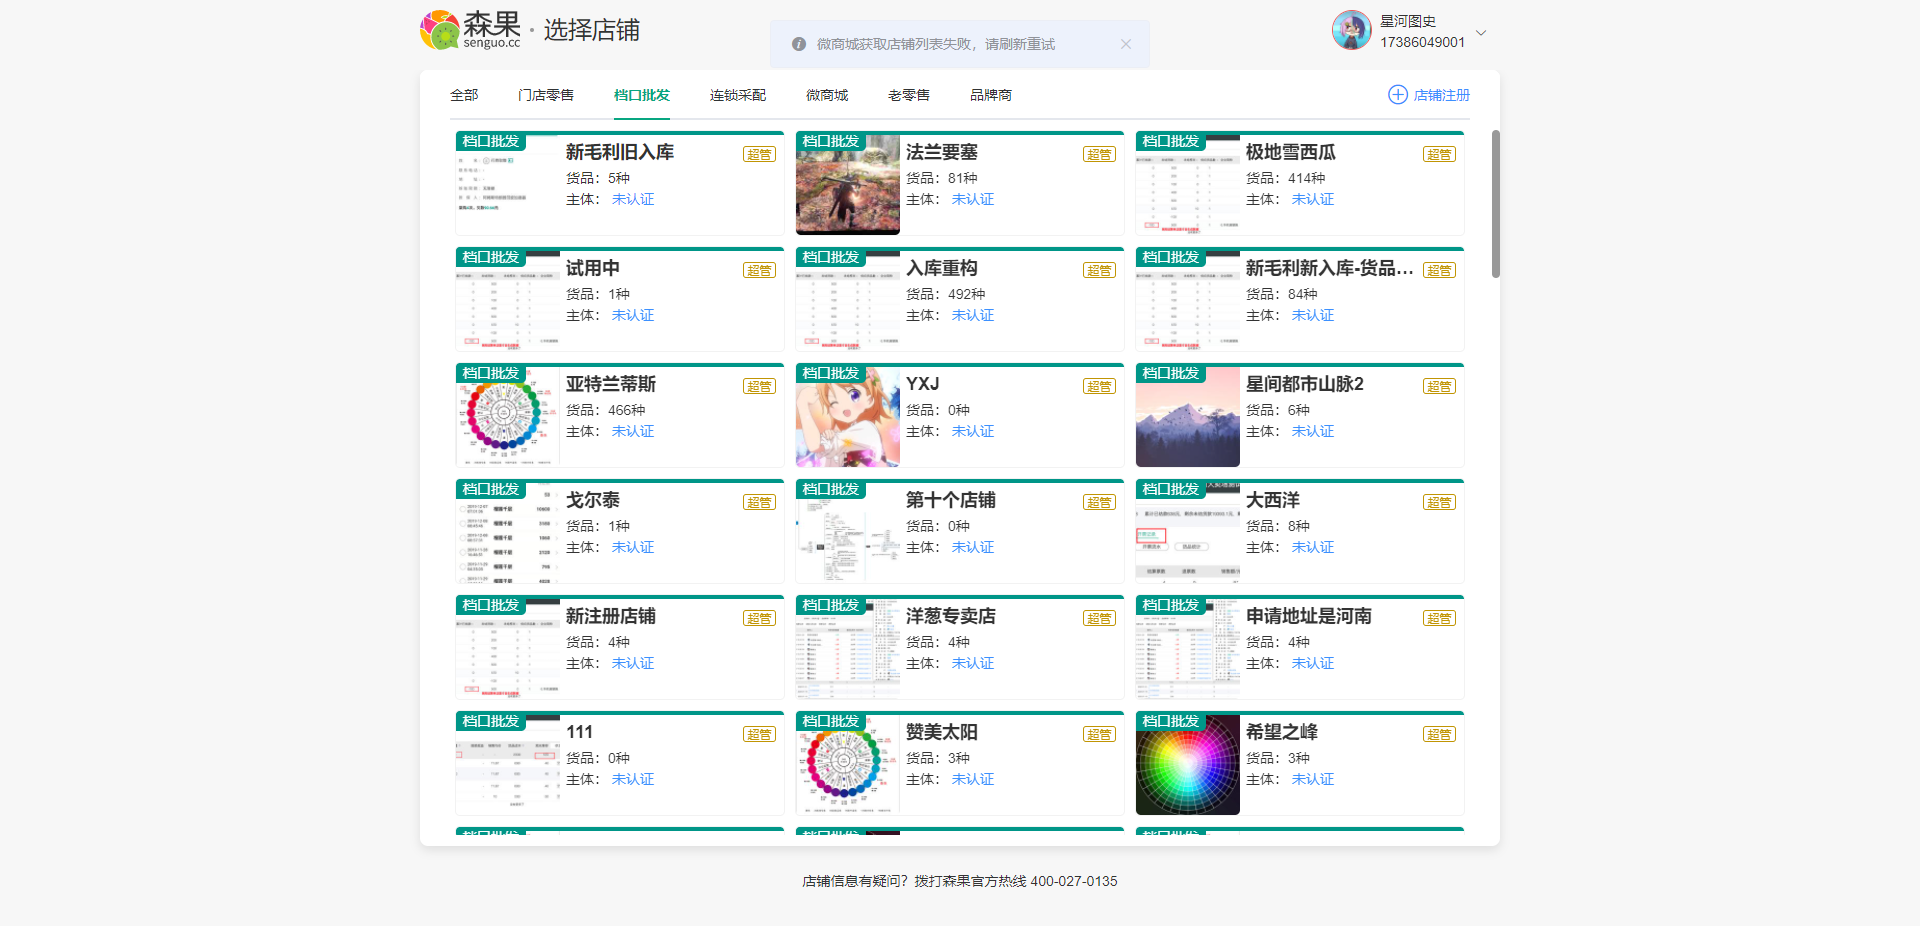 森果
senguo.cc
· 选择店铺
微商城获取店铺列表失败，请刷新重试
星河图史
17386049001
全部 门店零售 档口批发 连锁采配 微商城 老零售 品牌商
店铺注册
档口批发 新毛利旧入库 超管
货品：5种
主体： 未认证
档口批发 法兰要塞 超管
货品：81种
主体： 未认证
档口批发 极地雪西瓜 超管
货品：414种
主体： 未认证
档口批发 试用中 超管
货品：1种
主体： 未认证
档口批发 入库重构 超管
货品：492种
主体： 未认证
档口批发 新毛利新入库-货品... 超管
货品：84种
主体： 未认证
档口批发 亚特兰蒂斯 超管
货品：466种
主体： 未认证
档口批发 YXJ 超管
货品：0种
主体： 未认证
档口批发 星间都市山脉2 超管
货品：6种
主体： 未认证
档口批发 戈尔泰 超管
货品：1种
主体： 未认证
档口批发 第十个店铺 超管
货品：0种
主体： 未认证
档口批发 大西洋 超管
货品：8种
主体： 未认证
档口批发 新注册店铺 超管
货品：4种
主体： 未认证
档口批发 洋葱专卖店 超管
货品：4种
主体： 未认证
档口批发 申请地址是河南 超管
货品：4种
主体： 未认证
档口批发 111 超管
货品：0种
主体： 未认证
档口批发 赞美太阳 超管
货品：3种
主体： 未认证
档口批发 希望之峰 超管
货品：3种
主体： 未认证
档口批发 档口批发 档口批发
店铺信息有疑问？拨打森果官方热线 400-027-0135